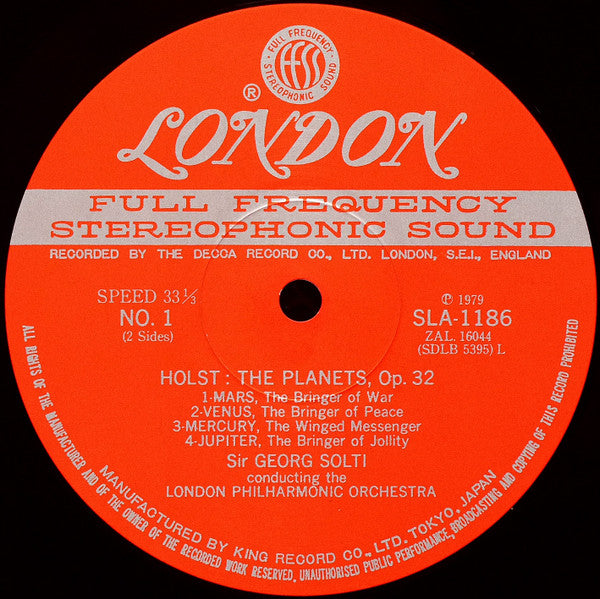 · FULL FREQUENCY ·
STEREOPHONIC SOUND
FFSS
®
LONDON
FULL FREQUENCY
STEREOPHONIC SOUND
RECORDED BY THE DECCA RECORD CO., LTD. LONDON, S.E.I., ENGLAND
SPEED 33 1/3
NO. 1
(2 Sides)
℗ 1979
SLA-1186
ZAL. 16044
(SDLB 5395) L
HOLST : THE PLANETS, Op. 32
1-MARS, The Bringer of War
2-VENUS, The Bringer of Peace
3-MERCURY, The Winged Messenger
4-JUPITER, The Bringer of Jollity
Sir GEORG SOLTI
conducting the
LONDON PHILHARMONIC ORCHESTRA
MANUFACTURED BY KING RECORD CO., LTD. TOKYO, JAPAN
ALL RIGHTS OF THE MANUFACTURER AND OF THE OWNER OF THE RECORDED WORK RESERVED, UNAUTHORISED PUBLIC PERFORMANCE, BROADCASTING AND COPYING OF THIS RECORD PROHIBITED